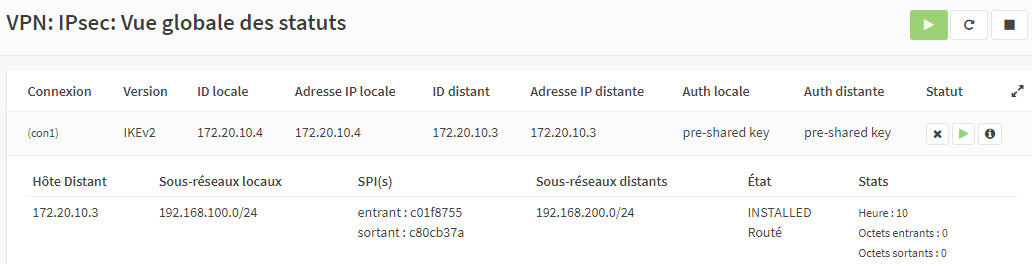 VPN: IPsec: Vue globale des statuts
Connexion Version ID locale Adresse IP locale ID distant Adresse IP distante Auth locale Auth distante Statut
(con1) IKEv2 172.20.10.4 172.20.10.4 172.20.10.3 172.20.10.3 pre-shared key pre-shared key
Hôte Distant Sous-réseaux locaux SPI(s) Sous-réseaux distants État Stats
172.20.10.3 192.168.100.0/24 entrant : c01f8755 192.168.200.0/24 INSTALLED Heure : 10
sortant : c80cb37a Routé Octets entrants : 0
Octets sortants : 0